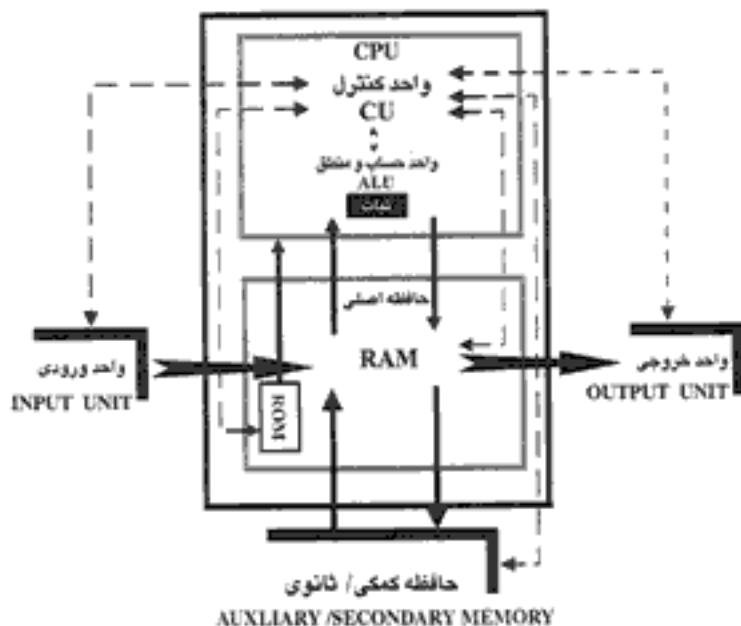 CPU
واحد کنترل
CU
واحد حساب و منطق
ALU
ثبات
حافظه اصلی
RAM
ROM
واحد ورودی
INPUT UNIT
واحد خروجی
OUTPUT UNIT
حافظه کمکی/ ثانوی
AUXLIARY /SECONDARY MEMORY